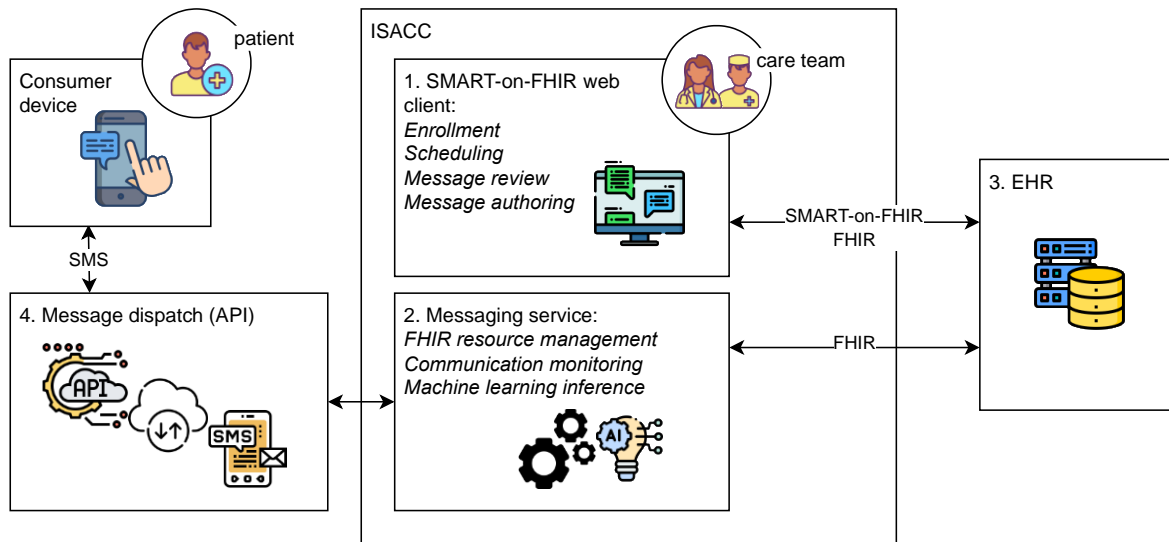 patient
Consumer
device
ISACC
care team
1. SMART-on-FHIR web
client:
Enrollment
Scheduling
Message review
Message authoring
3. EHR
SMART-on-FHIR
FHIR
SMS
4. Message dispatch (API)
API
SMS
2. Messaging service:
FHIR resource management
Communication monitoring
Machine learning inference
AI
FHIR